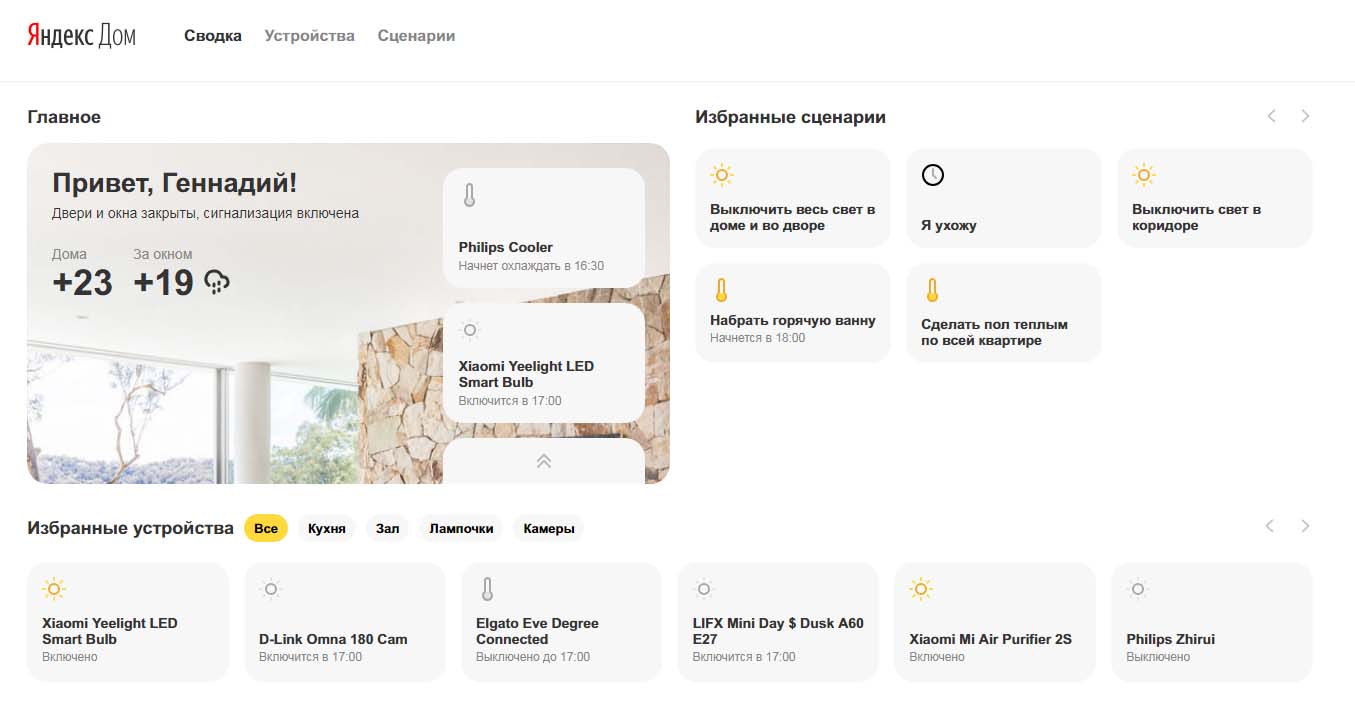 Яндекс Дом
Сводка
Устройства
Сценарии
Главное
Привет, Геннадий!
Двери и окна закрыты, сигнализация включена
Дома
За окном
+23
+19
Philips Cooler
Начнет охлаждать в 16:30
Xiaomi Yeelight LED
Smart Bulb
Включится в 17:00
Избранные сценарии
Выключить весь свет в
доме и во дворе
Я ухожу
Выключить свет в
коридоре
Набрать горячую ванну
Начнется в 18:00
Сделать пол теплым
по всей квартире
Избранные устройства
Все
Кухня
Зал
Лампочки
Камеры
Xiaomi Yeelight LED
Smart Bulb
Включено
D-Link Omna 180 Cam
Включится в 17:00
Elgato Eve Degree
Connected
Выключено до 17:00
LIFX Mini Day $ Dusk A60
E27
Включится в 17:00
Xiaomi Mi Air Purifier 2S
Включено
Philips Zhirui
Выключено